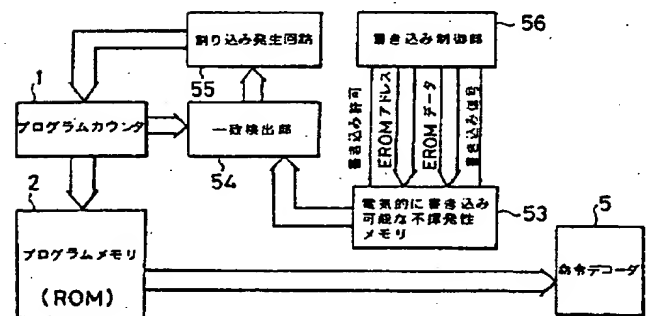 割り込み発生回路
55
書き込み制御部
56
1
プログラムカウンタ
一致検出部
54
書き込み許可
EROMアドレス
EROMデータ
書き込み信号
2
プログラムメモリ
(ROM)
電気的に書き込み
可能な不揮発性
メモリ
53
5
命令デコーダ